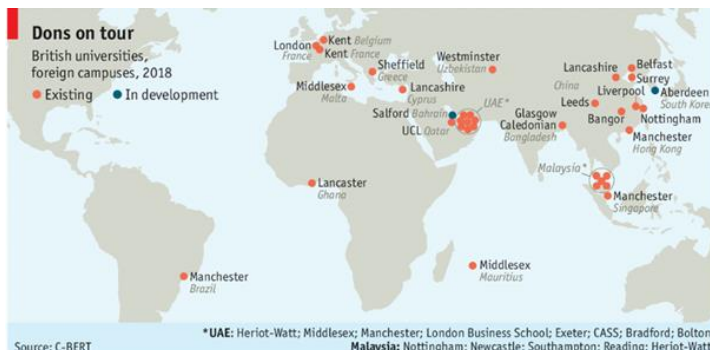 Dons on tour
British universities,
foreign campuses, 2018
Existing
In development
London
France
Kent Belgium
Kent France
Sheffield
Greece
Westminster
Uzbekistan
Middlesex
Malta
Lancashire
Cyprus
Salford Bahrain
UCL Qatar
UAE*
Glasgow
Caledonian
Bangladesh
Lancashire
China
Belfast
Surrey
Liverpool
Leeds
Aberdeen
South Kore
Bangor
Nottingham
Manchester
Hong Kong
Malaysia*
Manchester
Singapore
Lancaster
Ghana
Middlesex
Mauritius
Manchester
Brazil
*UAE: Heriot-Watt; Middlesex; Manchester; London Business School; Exeter; CASS; Bradford; Bolton
Source: C-BERT
Malaysia: Nottingham; Newcastle; Southampton; Reading; Heriot-Watt